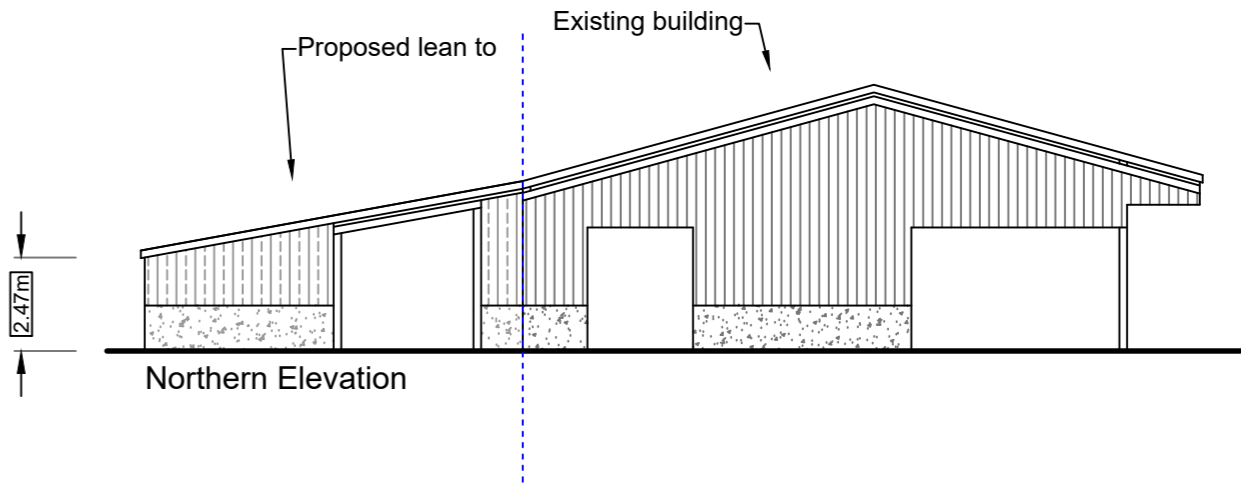 Existing building
Proposed lean to
2.47m
Northern Elevation